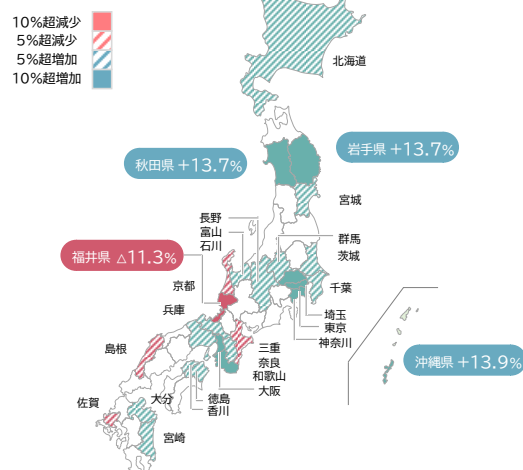 10%超減少
5%超減少
5%超増加
10%超増加
北海道
秋田県 +13.7%
岩手県 +13.7%
宮城
長野
富山
石川
群馬
茨城
福井県 △11.3%
京都
千葉
兵庫
埼玉
東京
神奈川
島根
三重
奈良
和歌山
大阪
沖縄県 +13.9%
佐賀
大分
徳島
香川
宮崎